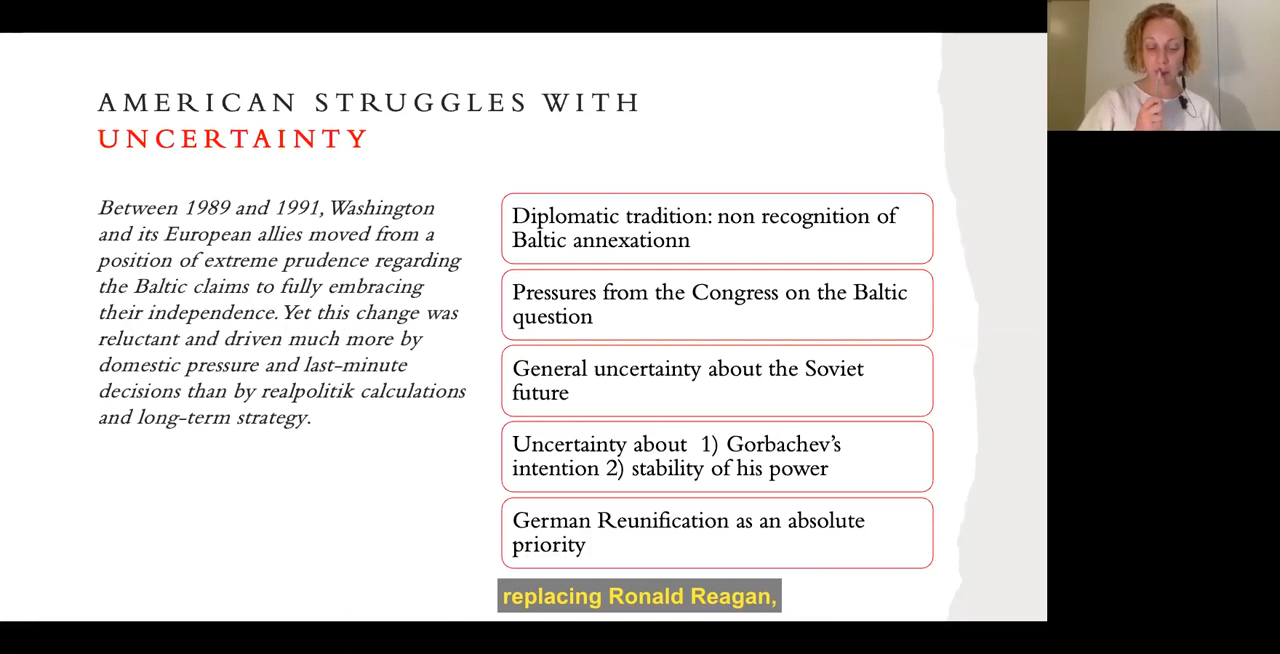 AMERICAN STRUGGLES WITH
UNCERTAINTY
Between 1989 and 1991, Washington
and its European allies moved from a
position of extreme prudence regarding
the Baltic claims to fully embracing
their independence. Yet this change was
reluctant and driven much more by
domestic pressure and last-minute
decisions than by realpolitik calculations
and long-term strategy.
Diplomatic tradition: non recognition of
Baltic annexationn
Pressures from the Congress on the Baltic
question
General uncertainty about the Soviet
future
Uncertainty about  1) Gorbachev's
intention 2) stability of his power
German Reunification as an absolute
priority
replacing Ronald Reagan,